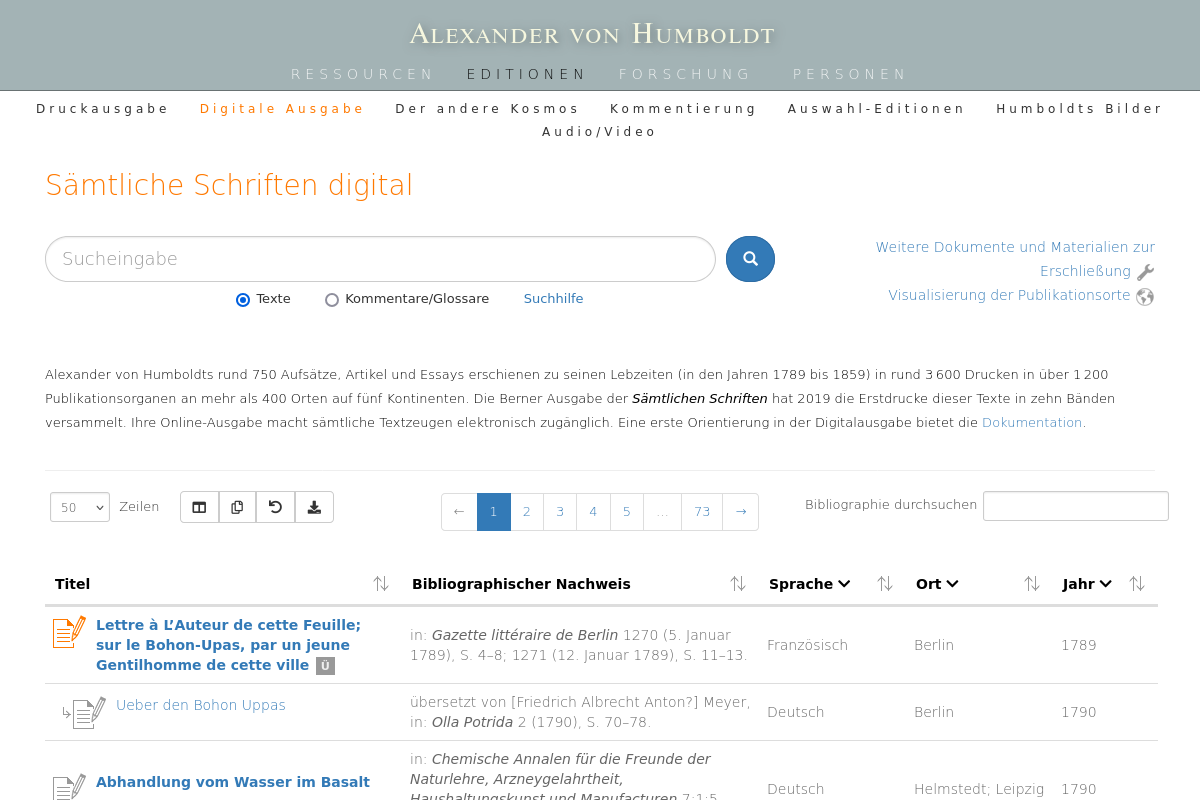 Alexander von Humboldt
RESSOURCEN EDITIONEN FORSCHUNG PERSONEN
Druckausgabe Digitale Ausgabe Der andere Kosmos Kommentierung Auswahl-Editionen Humboldts Bilder
Audio/Video
Sämtliche Schriften digital
Sucheingabe
Texte Kommentare/Glossare Suchhilfe
Weitere Dokumente und Materialien zur
Erschließung
Visualisierung der Publikationsorte
Alexander von Humboldts rund 750 Aufsätze, Artikel und Essays erschienen zu seinen Lebzeiten (in den Jahren 1789 bis 1859) in rund 3 600 Drucken in über 1 200
Publikationsorganen an mehr als 400 Orten auf fünf Kontinenten. Die Berner Ausgabe der Sämtlichen Schriften hat 2019 die Erstdrucke dieser Texte in zehn Bänden
versammelt. Ihre Online-Ausgabe macht sämtliche Textzeugen elektronisch zugänglich. Eine erste Orientierung in der Digitalausgabe bietet die Dokumentation.
50 Zeilen ← 1 2 3 4 5 … 73 → Bibliographie durchsuchen
Titel Bibliographischer Nachweis Sprache Ort Jahr
Lettre à L’Auteur de cette Feuille;
sur le Bohon-Upas, par un jeune
Gentilhomme de cette ville Ü
in: Gazette littéraire de Berlin 1270 (5. Januar
1789), S. 4–8; 1271 (12. Januar 1789), S. 11–13.
Französisch Berlin 1789
Ueber den Bohon Uppas
übersetzt von [Friedrich Albrecht Anton?] Meyer,
in: Olla Potrida 2 (1790), S. 70–78.
Deutsch Berlin 1790
Abhandlung vom Wasser im Basalt
in: Chemische Annalen für die Freunde der
Naturlehre, Arzneygelahrtheit,
Haushaltungskunst und Manufacturen 7:1:5
Deutsch Helmstedt; Leipzig 1790